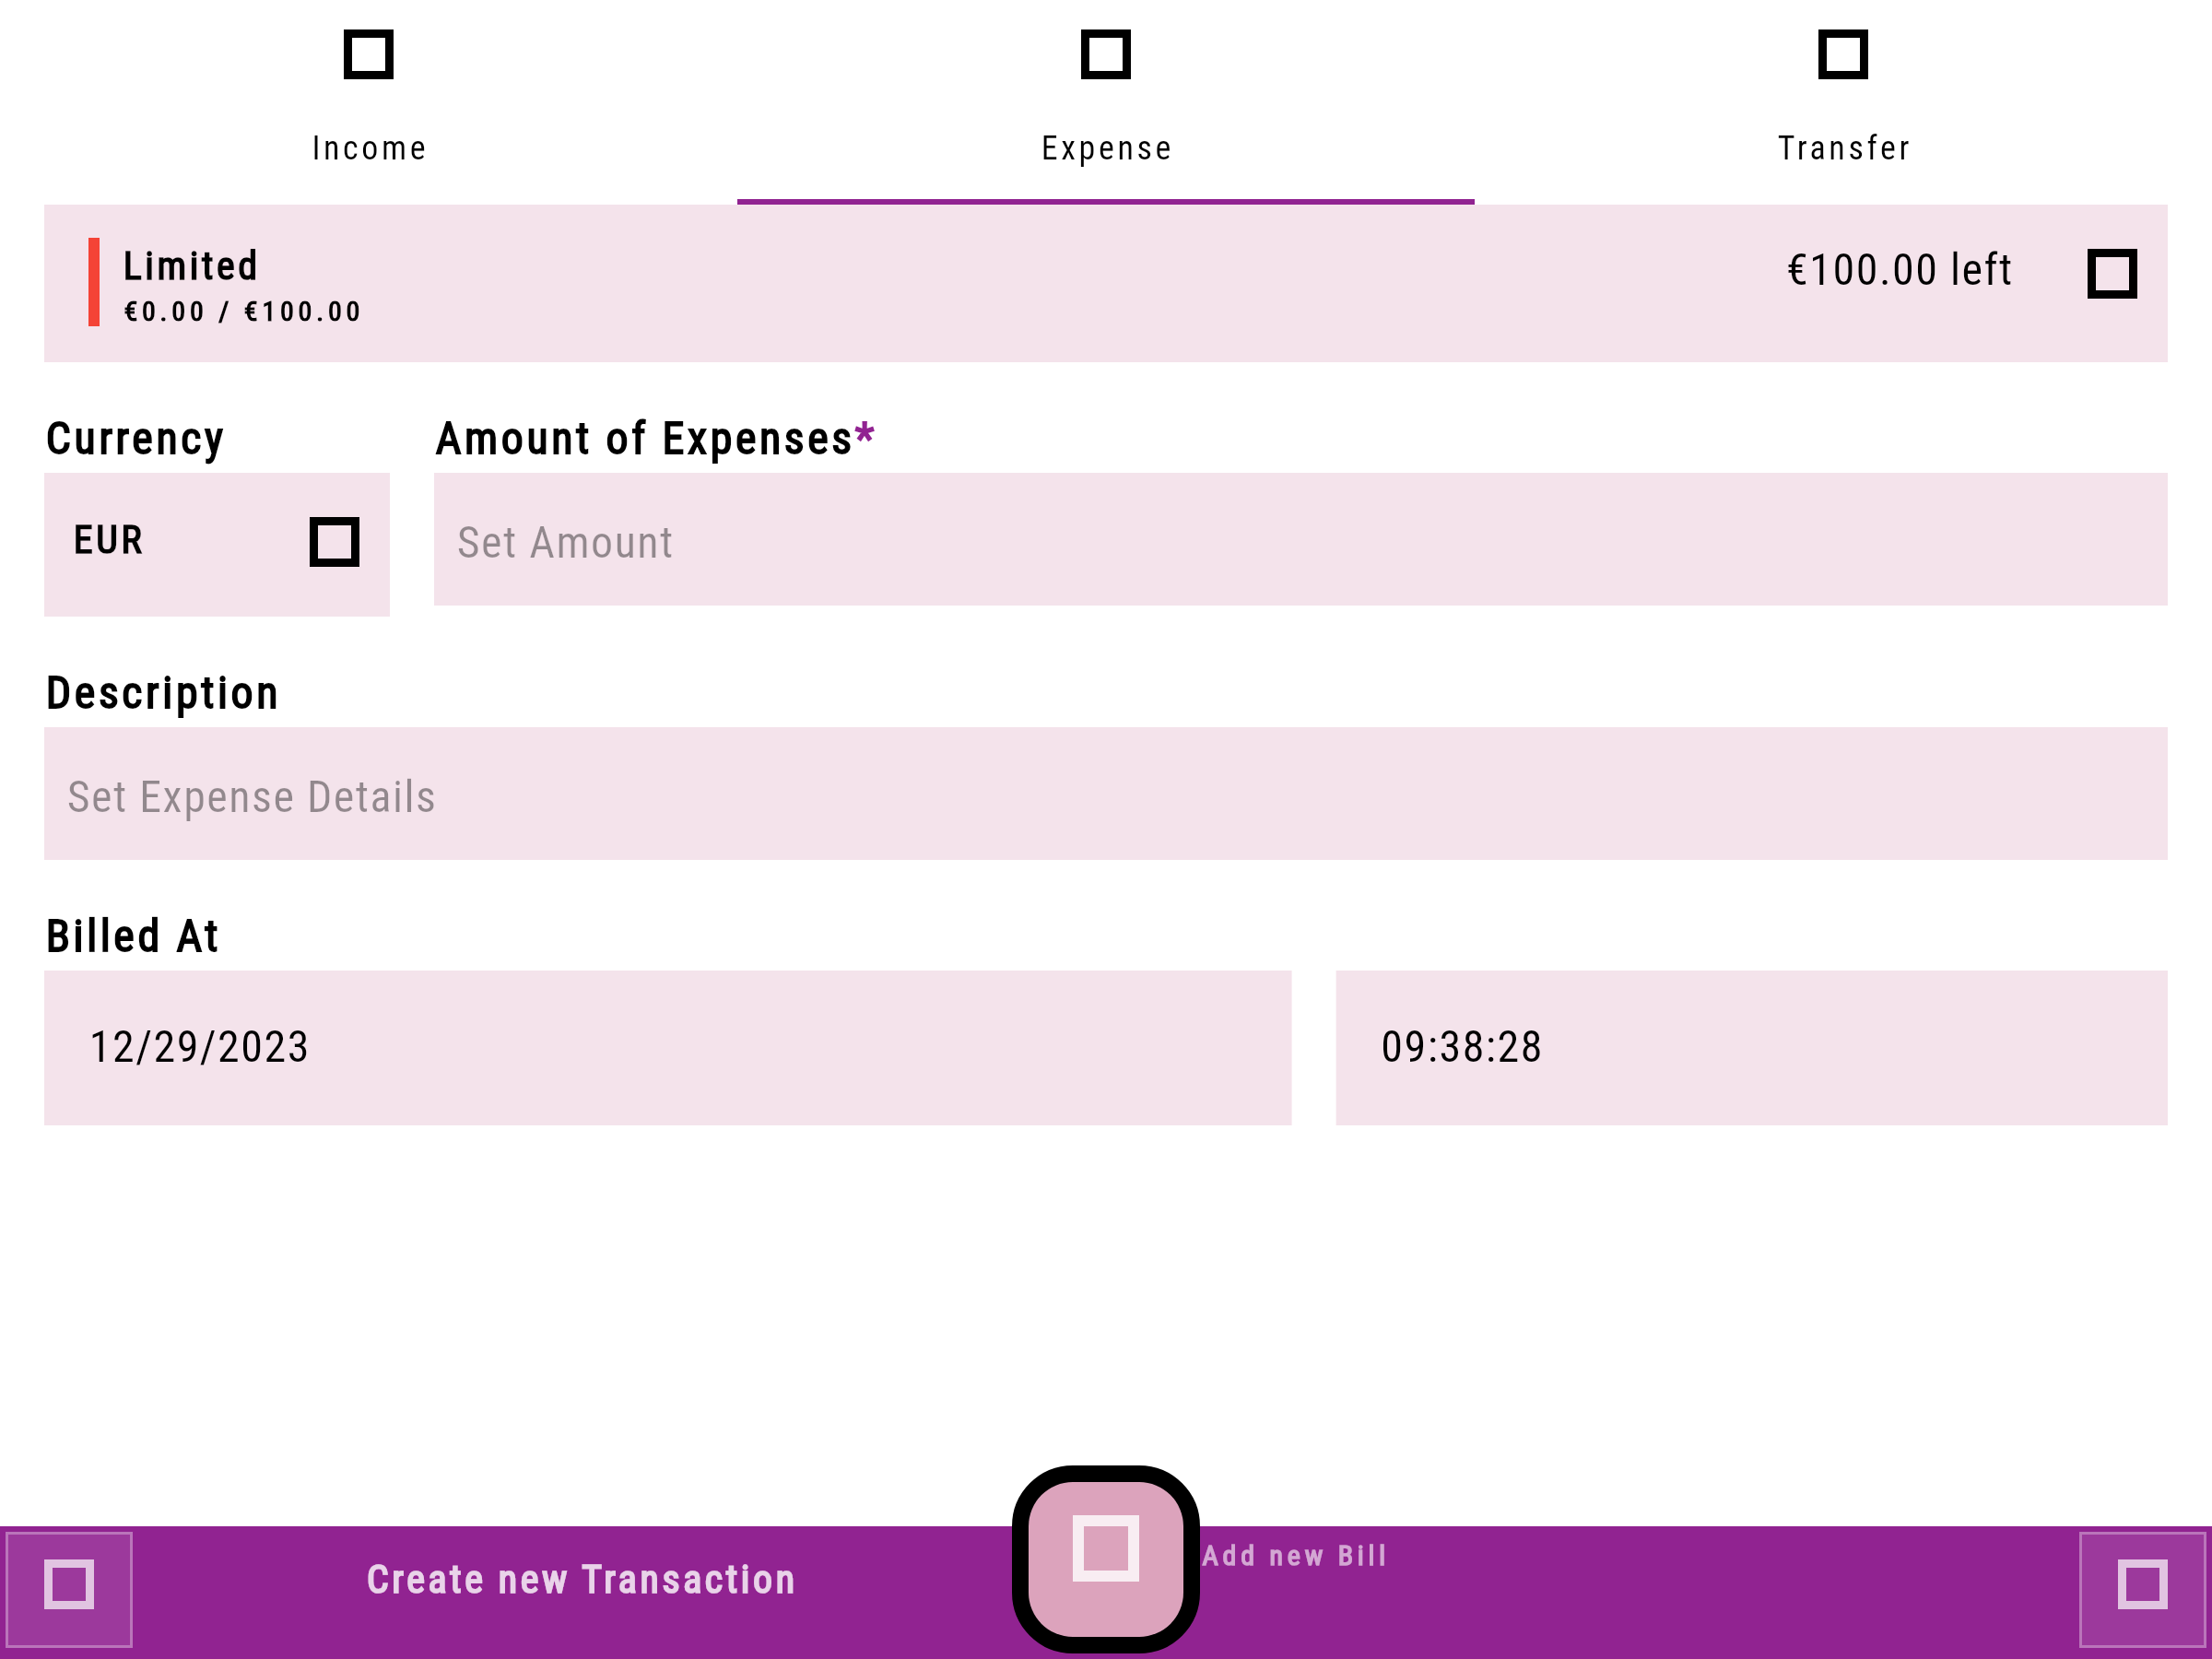 Income
Expense
Transfer
Limited
€0.00 / €100.00
€100.00 left
Currency
Amount of Expenses*
EUR
Set Amount
Description
Set Expense Details
Billed At
12/29/2023
09:38:28
Create new Transaction
Add new Bill